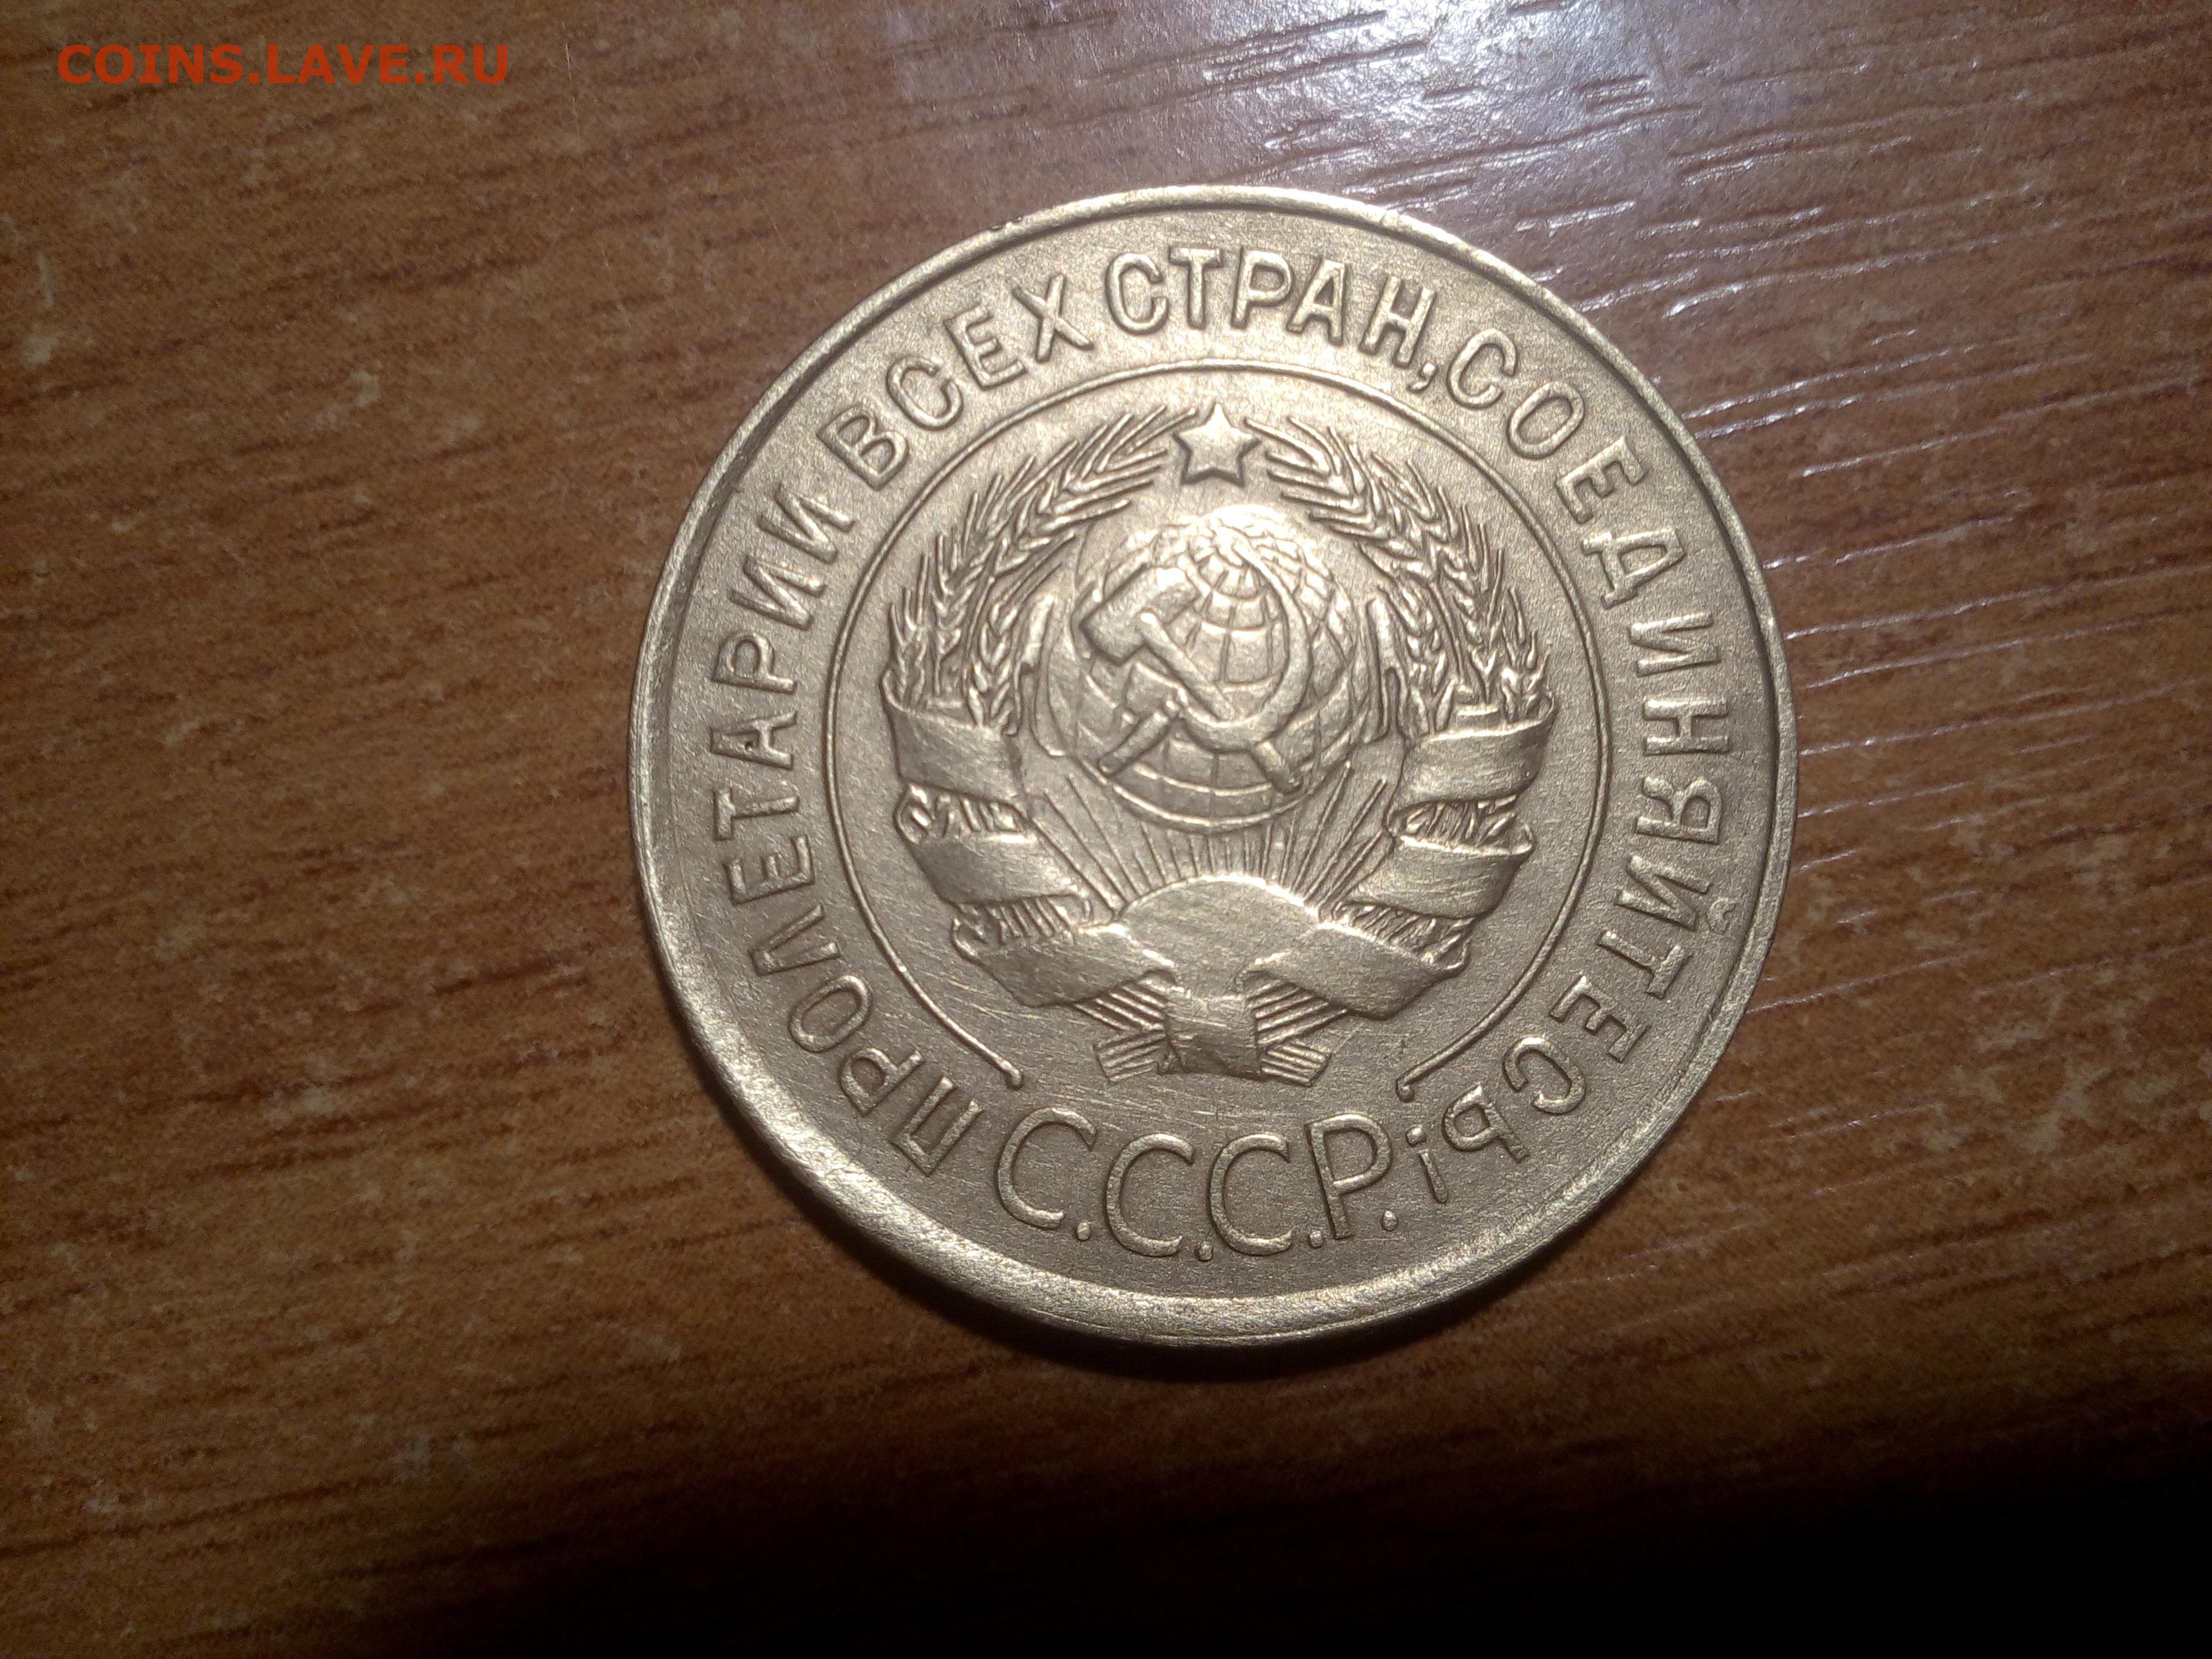 COINS.LAVE.RU
ПРОЛЕТАРИИ ВСЕХ СТРАН, СОЕДИНЯЙТЕСЬ!
С.С.С.Р.